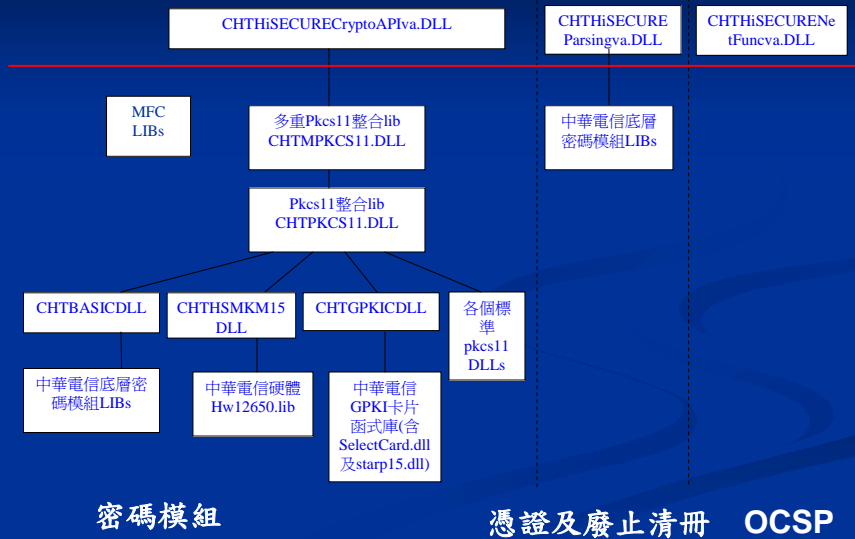 CHTHiSECURECryptoAPIva.DLL
CHTHiSECURE
Parsingva.DLL
CHTHiSECURENe
tFuncva.DLL
MFC
LIBs
多重Pkcs11整合lib
CHTMPKCS11.DLL
中華電信底層
密碼模組LIBs
Pkcs11整合lib
CHTPKCS11.DLL
CHTBASICDLL
CHTHSMKM15
DLL
CHTGPKICDLL
各個標
準
pkcs11
DLLs
中華電信底層密
碼模組LIBs
中華電信硬體
Hw12650.lib
中華電信
GPKI卡片
函式庫(含
SelectCard.dll
及starp15.dll)
密碼模組
憑證及廢止清冊
OCSP